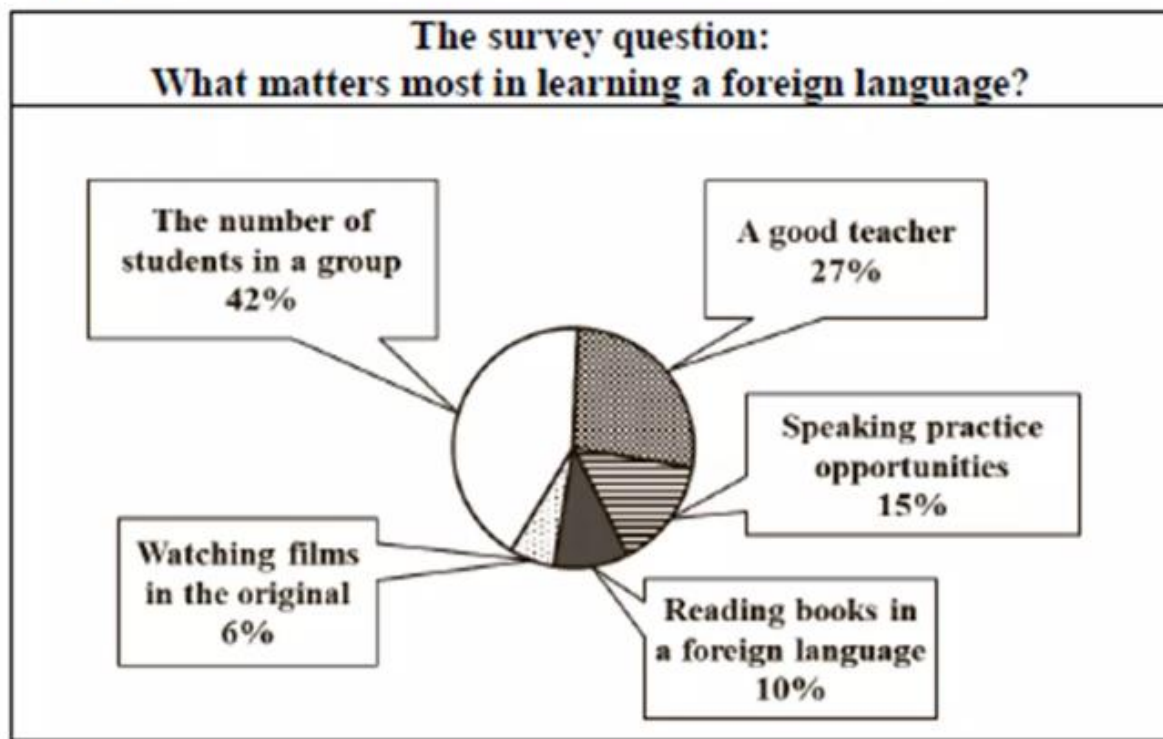 The survey question:
What matters most in learning a foreign language?
The number of
students in a group
42%
A good teacher
27%
Speaking practice
opportunities
15%
Watching films
in the original
6%
Reading books in
a foreign language
10%